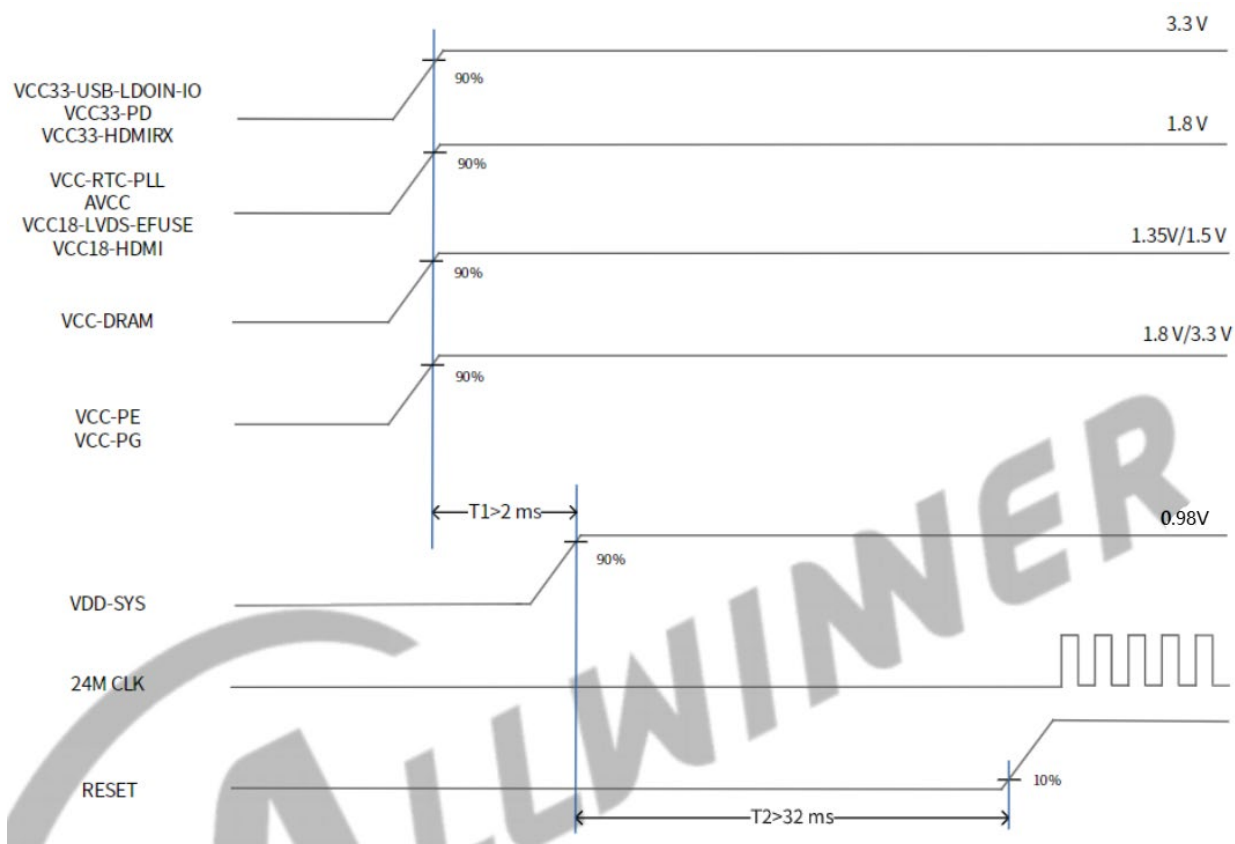 3.3 V
90%
VCC33-USB-LDOIN-IO
VCC33-PD
VCC33-HDMIRX
1.8 V
90%
VCC-RTC-PLL
AVCC
VCC18-LVDS-EFUSE
VCC18-HDMI
1.35V/1.5 V
90%
VCC-DRAM
1.8 V/3.3 V
90%
VCC-PE
VCC-PG
T1>2 ms
0.98V
90%
VDD-SYS
24M CLK
RESET
10%
T2>32 ms
ALLWINNER